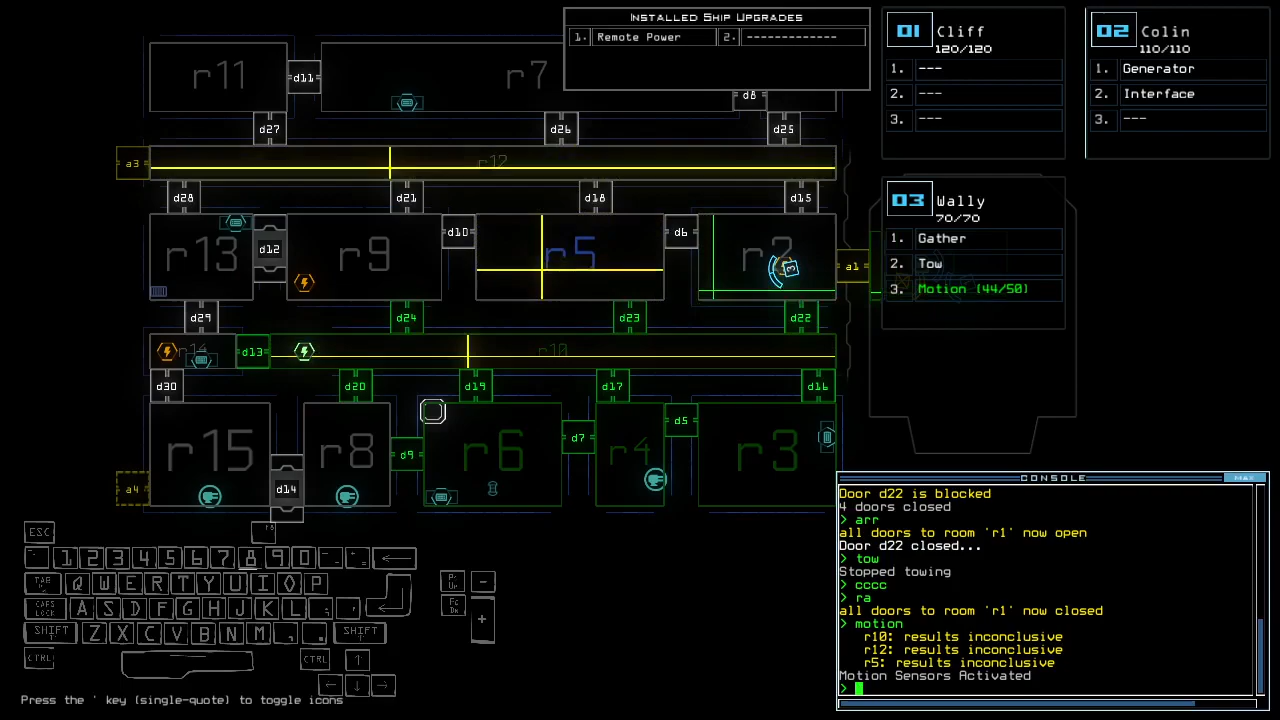 Installed Ship Upgrades
1. Remote Power 2. -------------
01 Cliff
120/120
1. ---
2. ---
3. ---
02 Colin
110/110
1. Generator
2. Interface
3. ---
03 Wally
70/70
1. Gather
2. Tow
3. Motion (44/50)
r11 d11 r7 d8
d27 d26 d25
a3 r12
d28 d21 d18 d15
r13 d12 r9 d10 r5 d6 r2 3 a1
d29 d24 d23 d22
r14 d13 r10
d30 d20 d19 d17 d16
r15 r8 d9 r6 d7 r4 d5 r3
a4 d14
CONSOLE MAX
Door d22 is blocked
4 doors closed
> arr
all doors to room 'r1' now open
Door d22 closed...
> tow
Stopped towing
> cccc
> ra
all doors to room 'r1' now closed
> motion
r10: results inconclusive
r12: results inconclusive
r5: results inconclusive
Motion Sensors Activated
>
ESC
1 2 3 4 5 6 7 8 9 0 - =
TAB Q W E R T Y U I O P
CAPS LOCK A S D F G H J K L ; '
SHIFT Z X C V B N M , . SHIFT
CTRL CTRL
Press the ' key (single-quote) to toggle icons